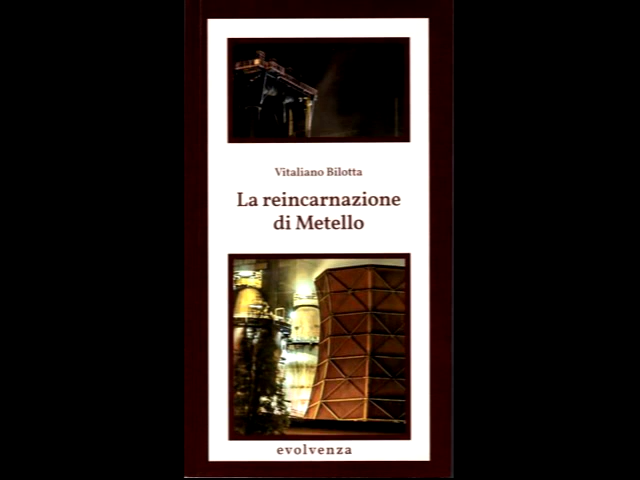 Vitaliano Bilotta
La reincarnazione
di Metello
evolvenza